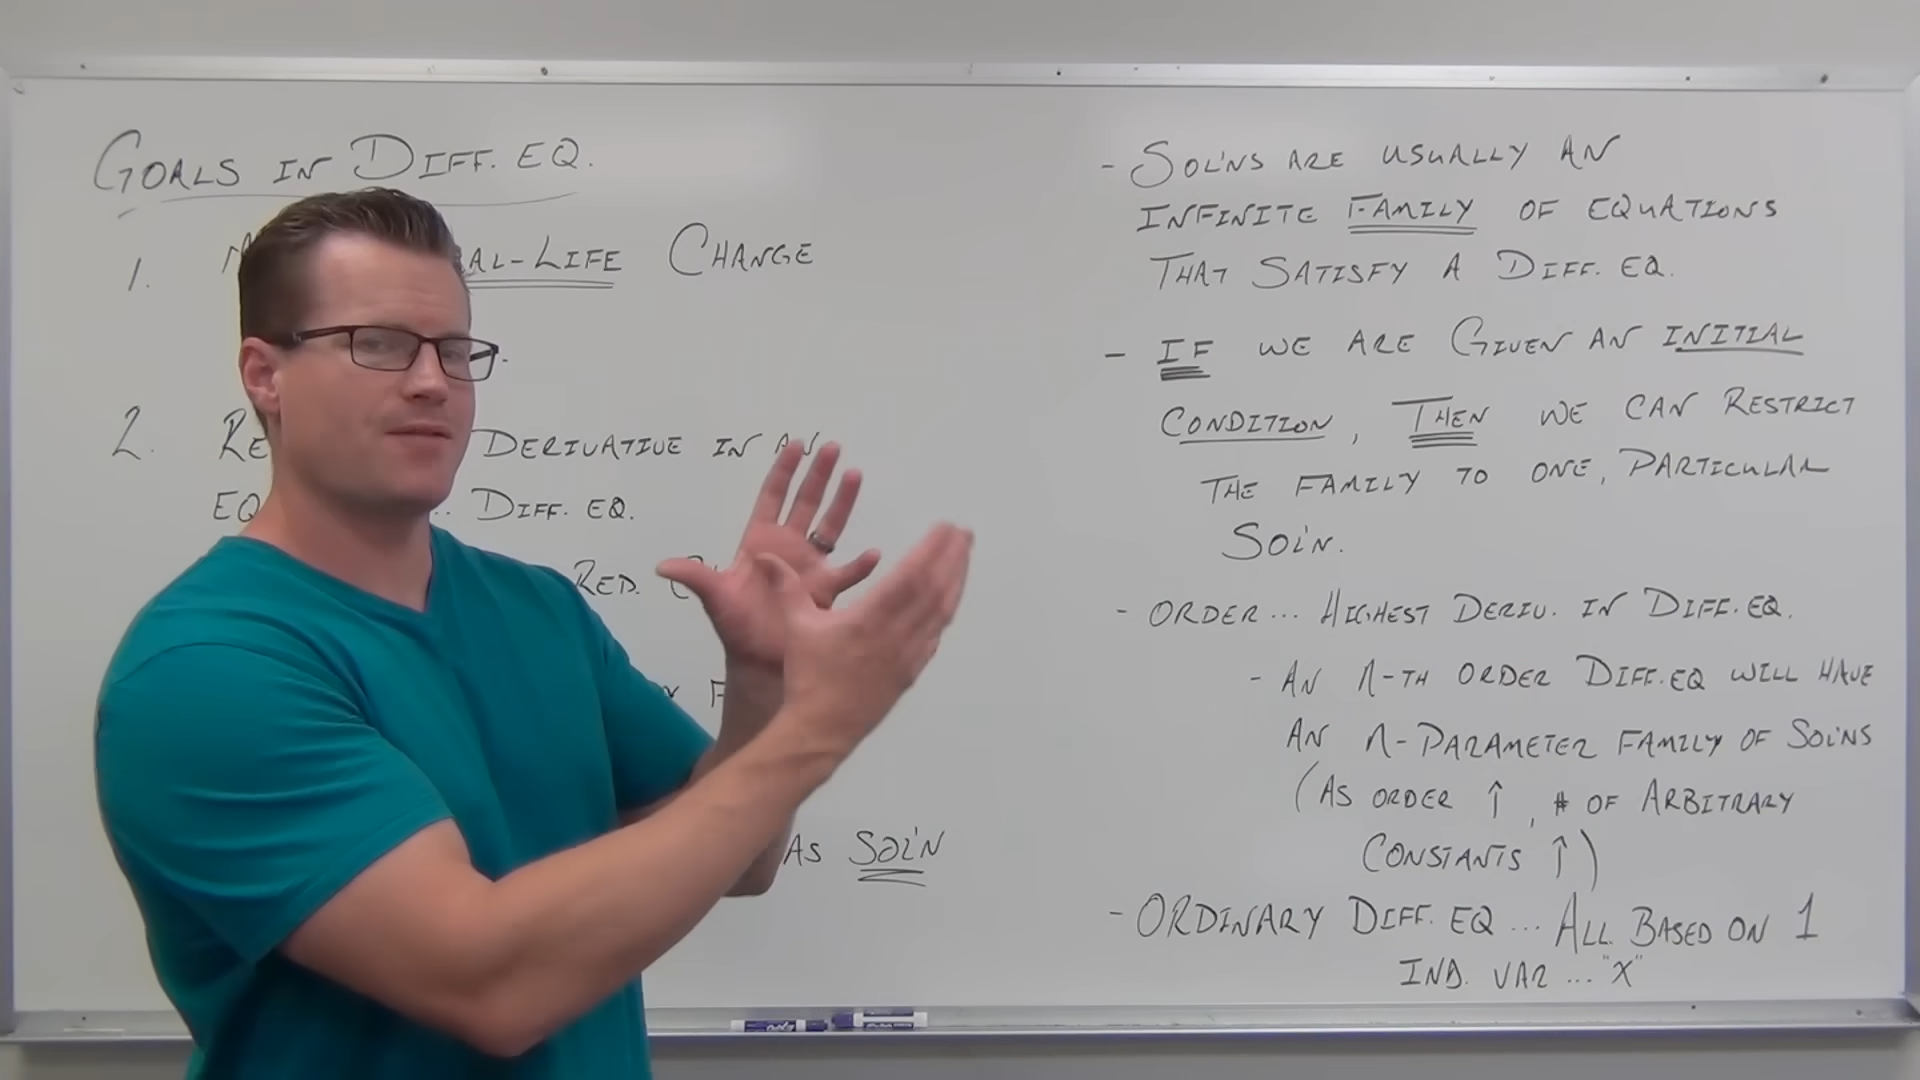 GOALS IN DIFF. EQ.
1. AL-LIFE CHANGE
2. RE DERIVATIVE IN AN
EQ .. DIFF. EQ.
RED.
F
AS SOL'N
- SOL'NS ARE USUALLY AN
INFINITE FAMILY OF EQUATIONS
THAT SATISFY A DIFF. EQ.
- IF WE ARE GIVEN AN INITIAL
CONDITION, THEN WE CAN RESTRICT
THE FAMILY TO ONE, PARTICULAR
SOL'N.
- ORDER... HIGHEST DERIV. IN DIFF. EQ.
- AN n-TH ORDER DIFF. EQ WILL HAVE
AN n-PARAMETER FAMILY OF SOL'NS
(AS ORDER ↑, # OF ARBITRARY
CONSTANTS ↑)
- ORDINARY DIFF. EQ... ALL BASED ON 1
IND. VAR... "X"